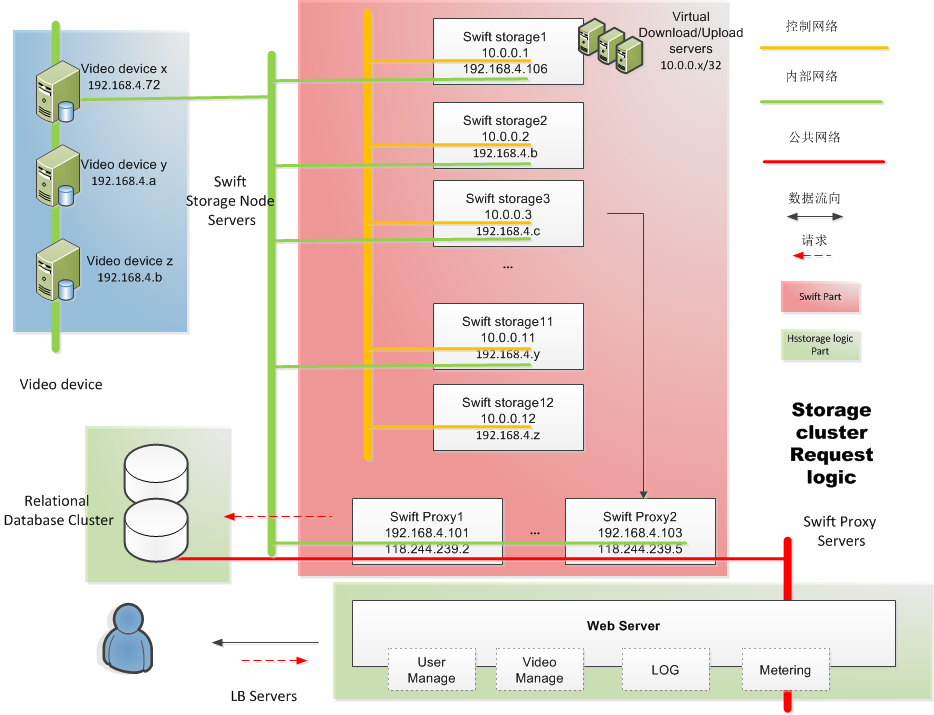 Video device x
192.168.4.72
Video device y
192.168.4.a
Video device z
192.168.4.b
Video device
Swift
Storage Node
Servers
Swift storage1
10.0.0.1
192.168.4.106
Swift storage2
10.0.0.2
192.168.4.b
Swift storage3
10.0.0.3
192.168.4.c
...
Swift storage11
10.0.0.11
192.168.4.y
Swift storage12
10.0.0.12
192.168.4.z
Virtual
Download/Upload
servers
10.0.0.x/32
控制网络
内部网络
公共网络
数据流向
请求
Swift Part
Hsstorage logic
Part
Storage
cluster
Request
logic
Relational
Database Cluster
Swift Proxy1
192.168.4.101
118.244.239.2
...
Swift Proxy2
192.168.4.103
118.244.239.5
Swift Proxy
Servers
Web Server
User
Manage
Video
Manage
LOG
Metering
LB Servers